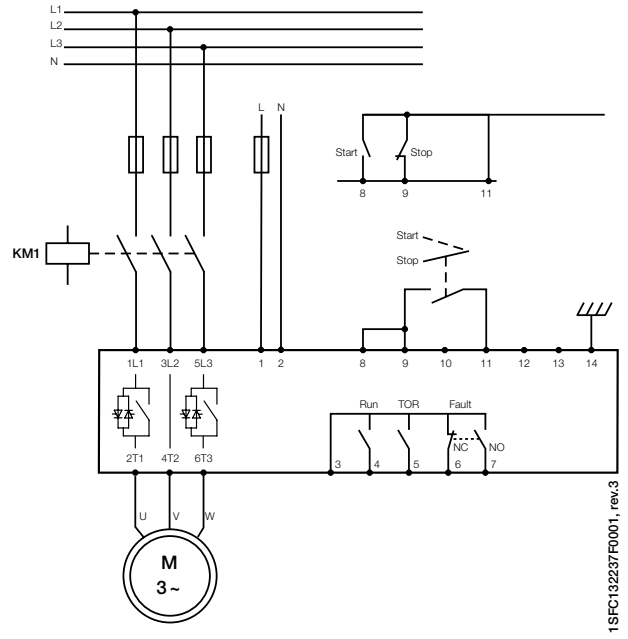 L1
L2
L3
N
L N
Start Stop
8 9 11
KM1
Start
Stop
1L1 3L2 5L3 1 2 8 9 10 11 12 13 14
Run TOR Fault
NC NO
2T1 4T2 6T3 3 4 5 6 7
U V W
M
3~
1SFC132237F0001, rev.3